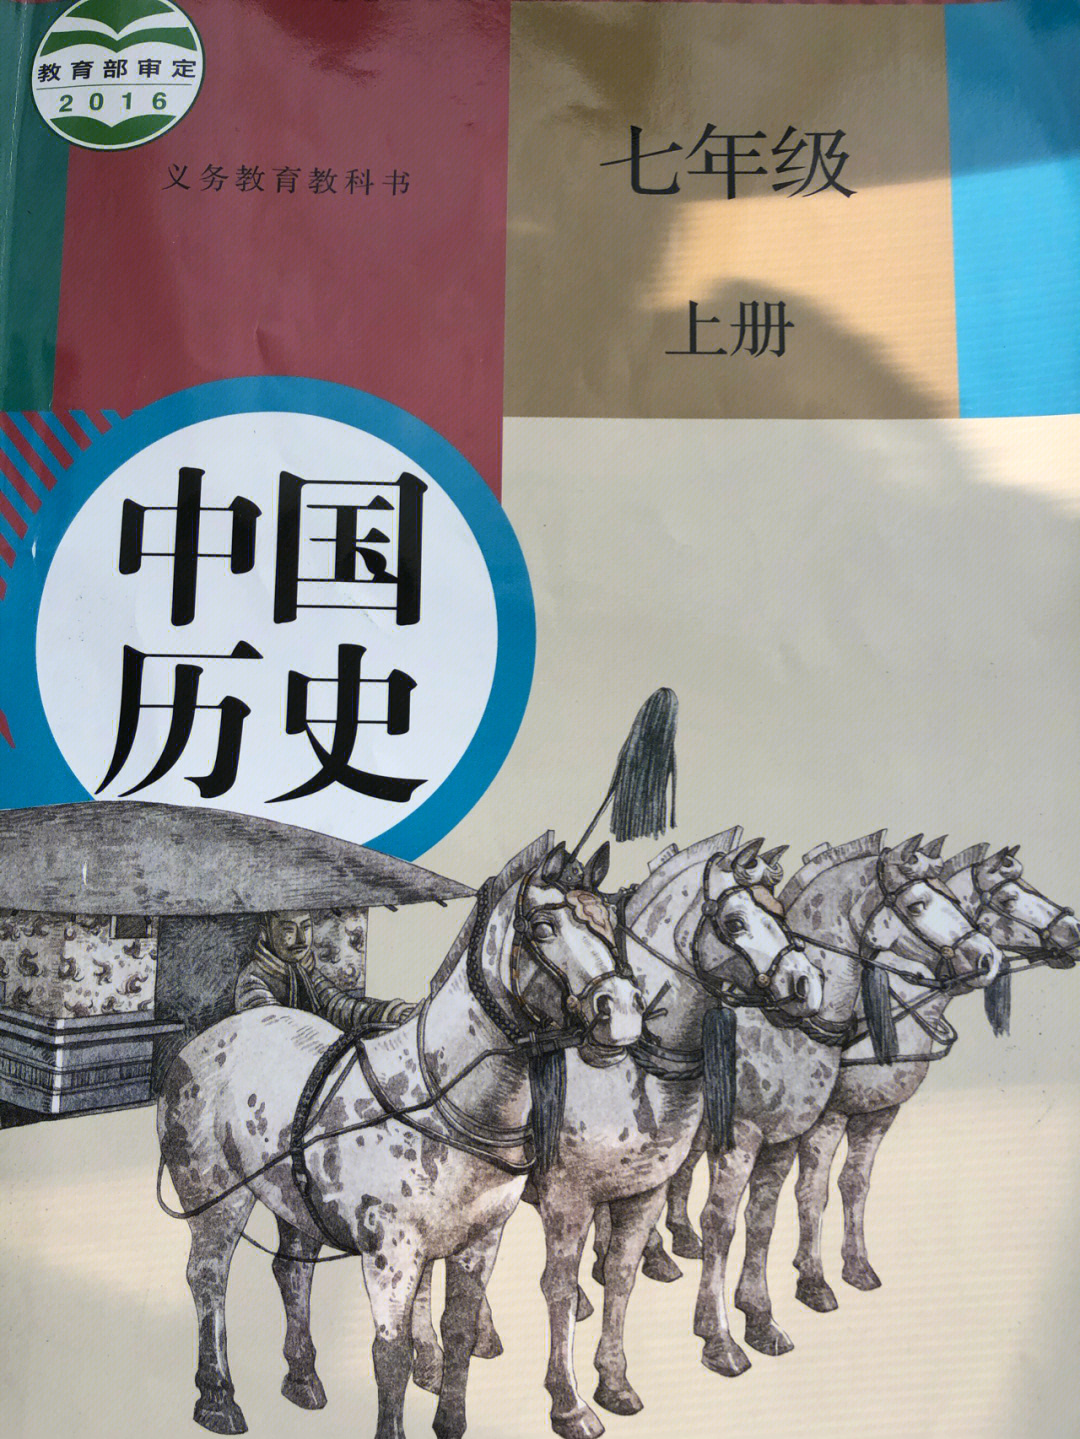 教育部审定
2016
义务教育教科书
七年级
上册
中国
历史